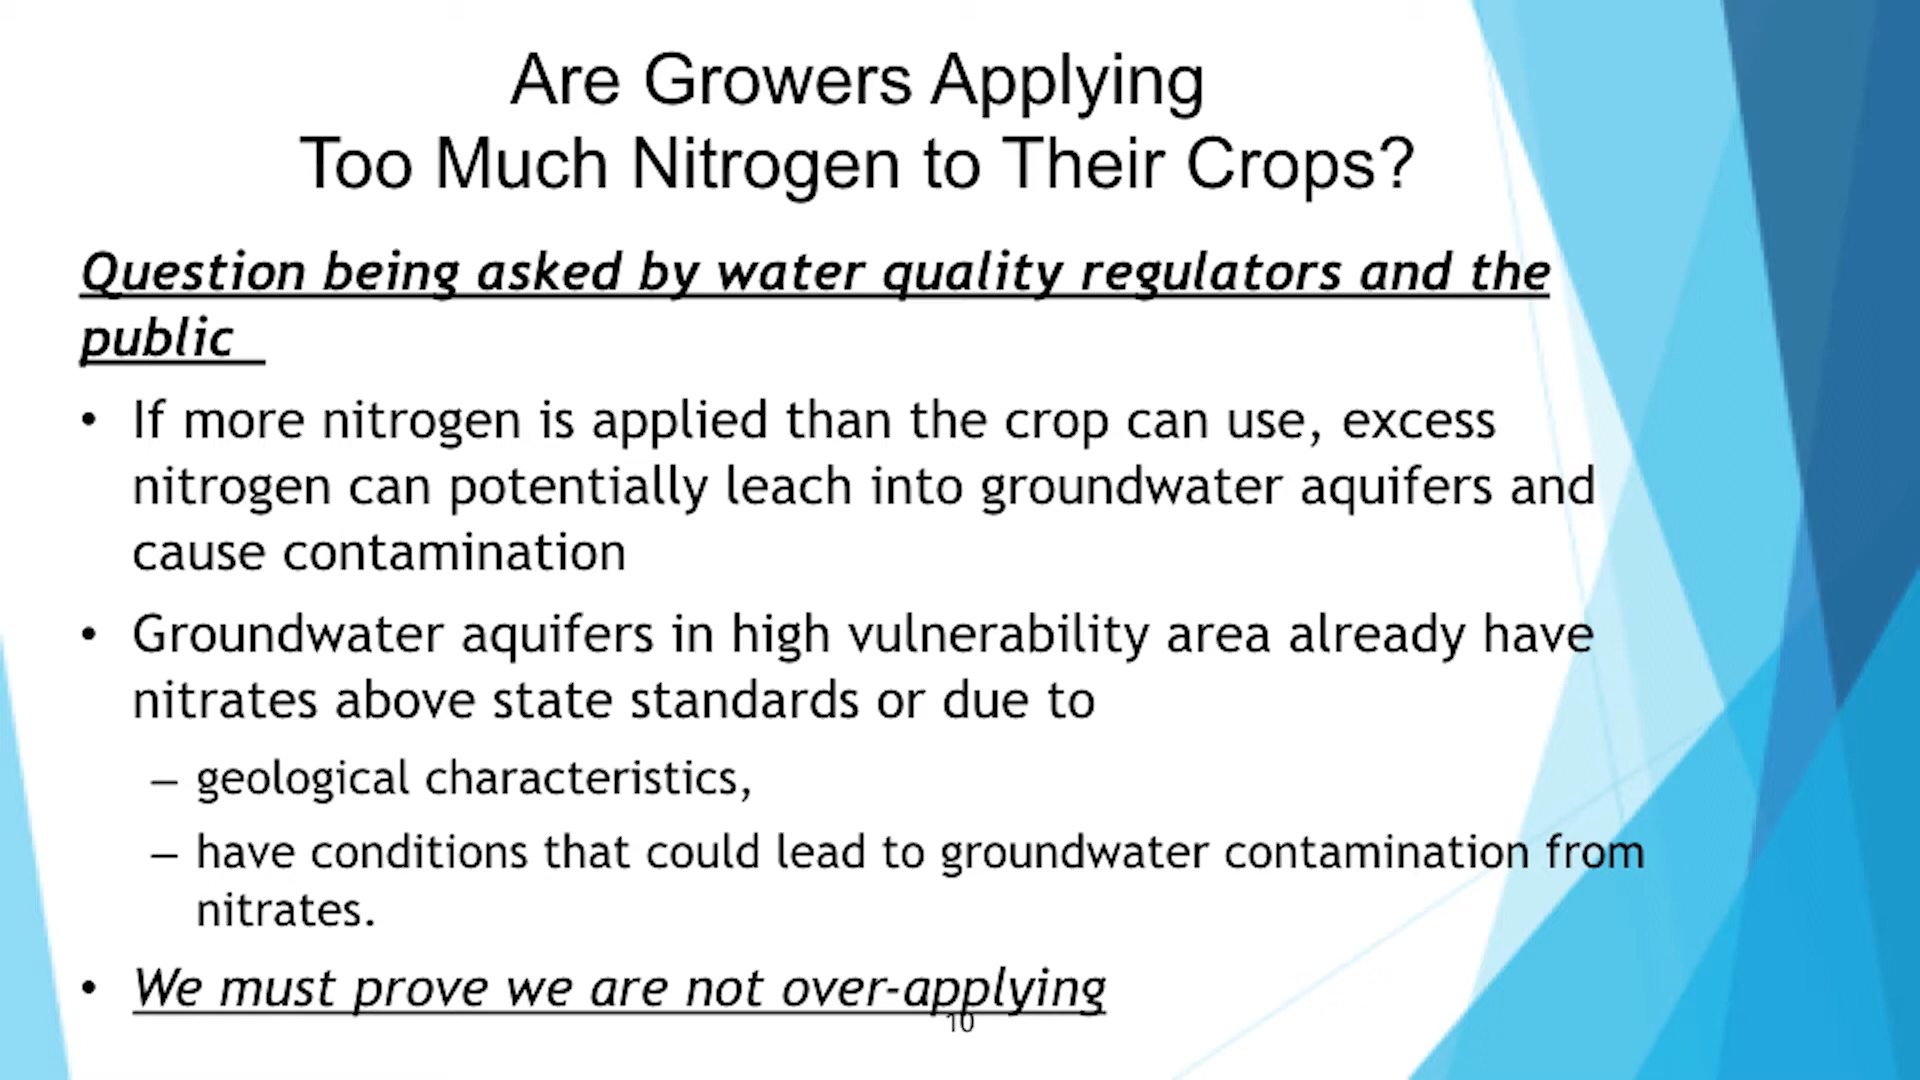 Are Growers Applying
Too Much Nitrogen to Their Crops?
Question being asked by water quality regulators and the
public
• If more nitrogen is applied than the crop can use, excess
nitrogen can potentially leach into groundwater aquifers and
cause contamination
• Groundwater aquifers in high vulnerability area already have
nitrates above state standards or due to
– geological characteristics,
– have conditions that could lead to groundwater contamination from
nitrates.
• We must prove we are not over-applying
10